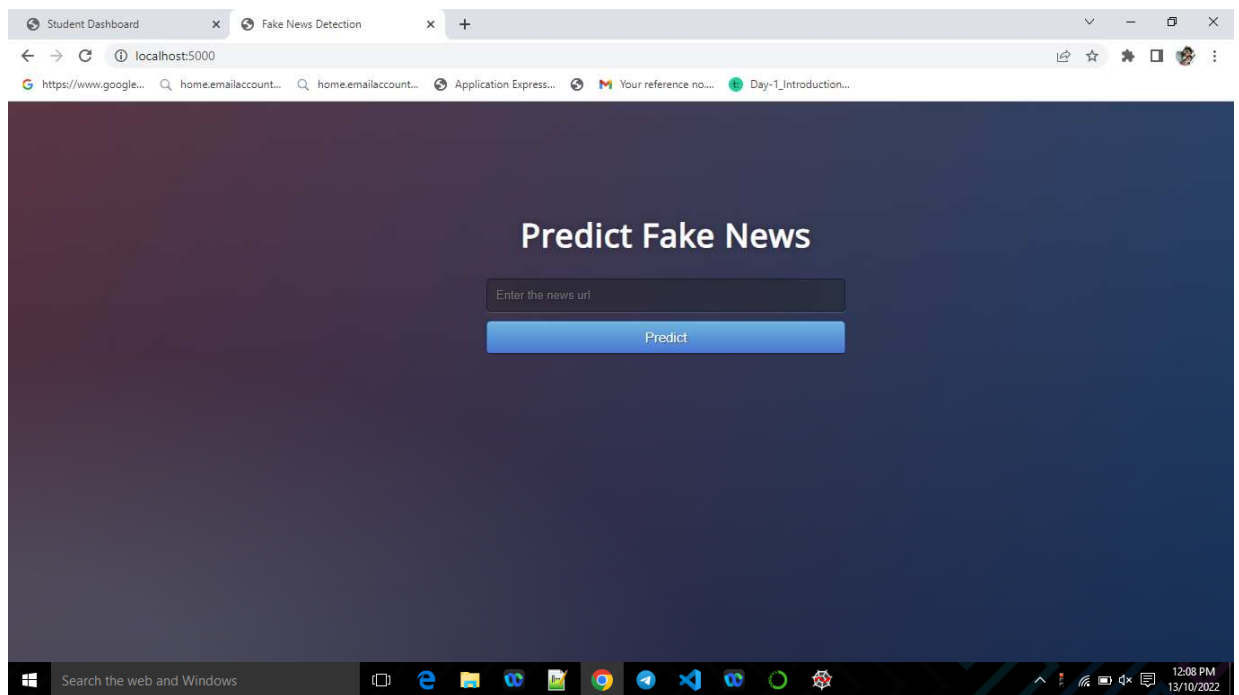 Student Dashboard
Fake News Detection
localhost:5000
https://www.google...
home.emailaccount...
home.emailaccount...
Application Express...
Your reference no....
Day-1_Introduction...
Predict Fake News
Enter the news url
Predict
Search the web and Windows
12:08 PM
13/10/2022